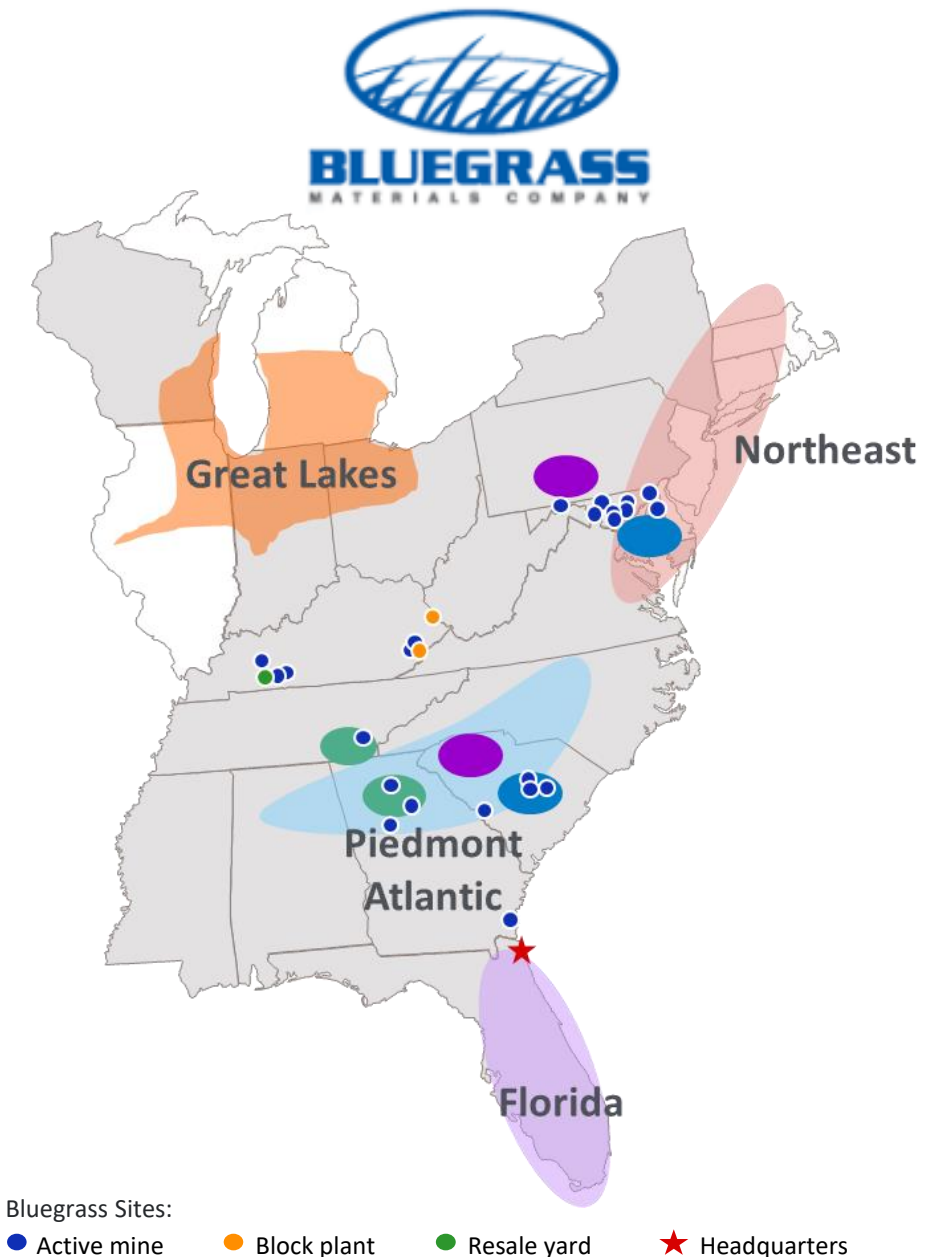 BLUEGRASS
MATERIALS COMPANY
Northeast
Great Lakes
Piedmont
Atlantic
Florida
Bluegrass Sites:
Active mine Block plant Resale yard Headquarters